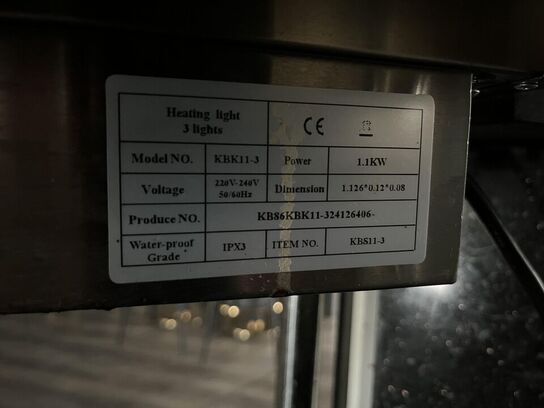 Heating light
3 lights
CE
Model NO. KBK11-3 Power 1.1KW
Voltage 220V-240V
50/60Hz Dimension 1.126*0.12*0.08
Produce NO. KB86KBK11-324126406-
Water-proof
Grade IPX3 ITEM NO. KBS11-3